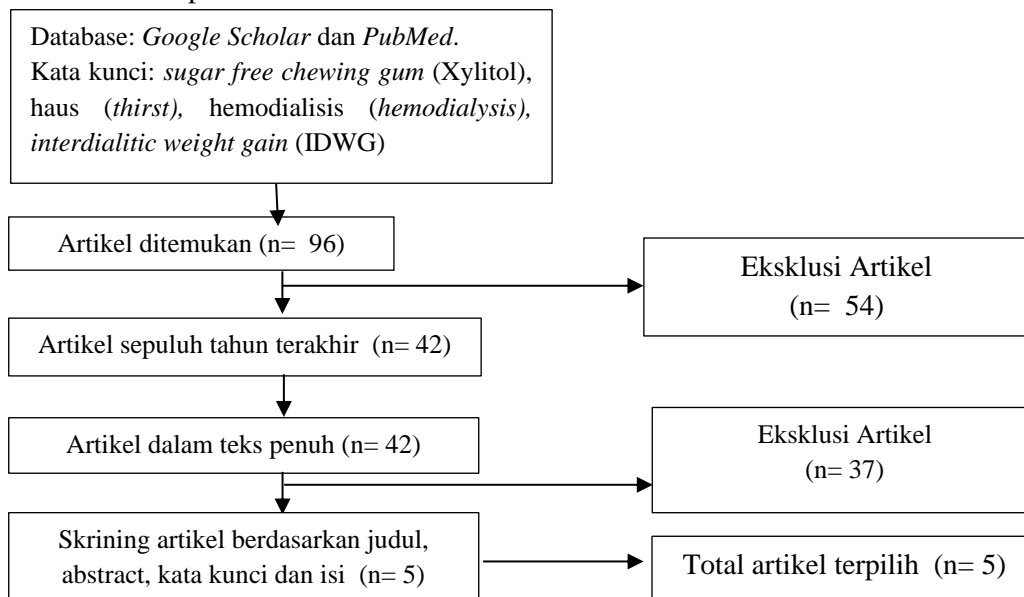 Database: Google Scholar dan PubMed.
Kata kunci: sugar free chewing gum (Xylitol),
haus (thirst), hemodialisis (hemodialysis),
interdialitic weight gain (IDWG)
Artikel ditemukan (n= 96)
Eksklusi Artikel
(n= 54)
Artikel sepuluh tahun terakhir (n= 42)
Artikel dalam teks penuh (n= 42)
Eksklusi Artikel
(n= 37)
Skrining artikel berdasarkan judul,
abstract, kata kunci dan isi (n= 5)
Total artikel terpilih (n= 5)